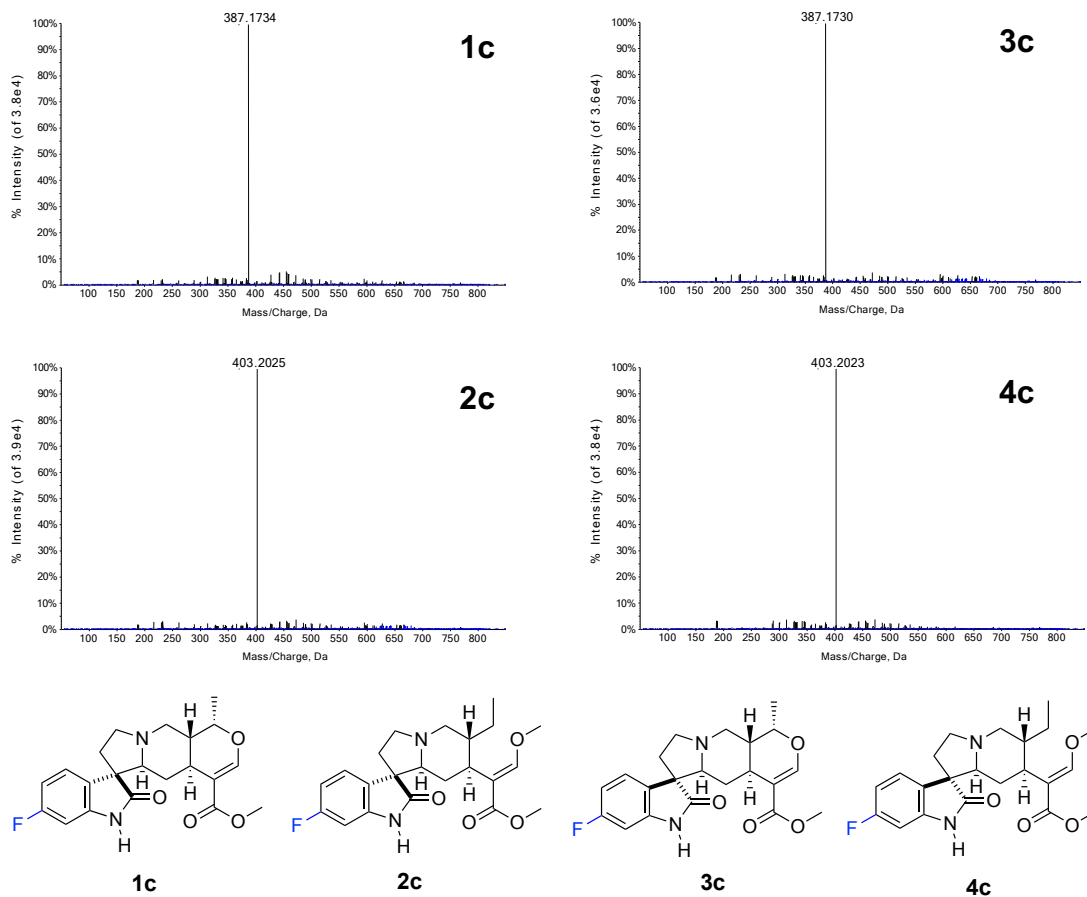 387.1734
1c
100%
90%
80%
70%
60%
50%
40%
30%
20%
10%
0%
% Intensity (of 3.8e4)
100 150 200 250 300 350 400 450 500 550 600 650 700 750 800
Mass/Charge, Da
387.1730
3c
100%
90%
80%
70%
60%
50%
40%
30%
20%
10%
0%
% Intensity (of 3.6e4)
100 150 200 250 300 350 400 450 500 550 600 650 700 750 800
Mass/Charge, Da
403.2025
2c
100%
90%
80%
70%
60%
50%
40%
30%
20%
10%
0%
% Intensity (of 3.9e4)
100 150 200 250 300 350 400 450 500 550 600 650 700 750 800
Mass/Charge, Da
403.2023
4c
100%
90%
80%
70%
60%
50%
40%
30%
20%
10%
0%
% Intensity (of 3.8e4)
100 150 200 250 300 350 400 450 500 550 600 650 700 750 800
Mass/Charge, Da
H
N
O
H
H
O
O
O
F
N
H
1c
H
N
O
H
H
O
O
O
F
N
H
2c
H
N
O
H
H
O
O
O
F
N
H
3c
H
N
O
H
H
O
O
O
F
N
H
4c